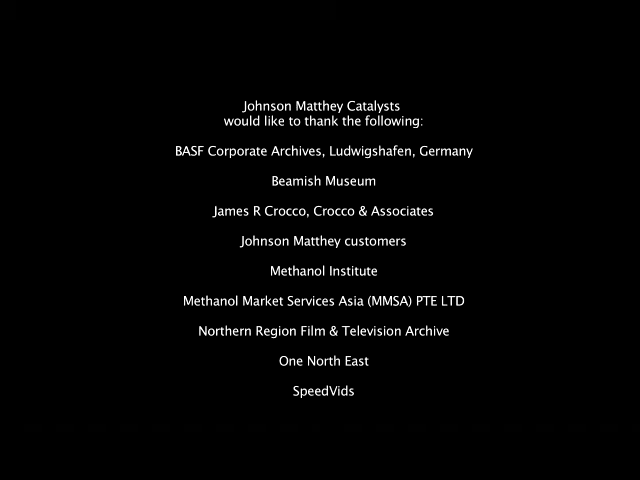 Johnson Matthey Catalysts
would like to thank the following:
BASF Corporate Archives, Ludwigshafen, Germany
Beamish Museum
James R Crocco, Crocco & Associates
Johnson Matthey customers
Methanol Institute
Methanol Market Services Asia (MMSA) PTE LTD
Northern Region Film & Television Archive
One North East
SpeedVids